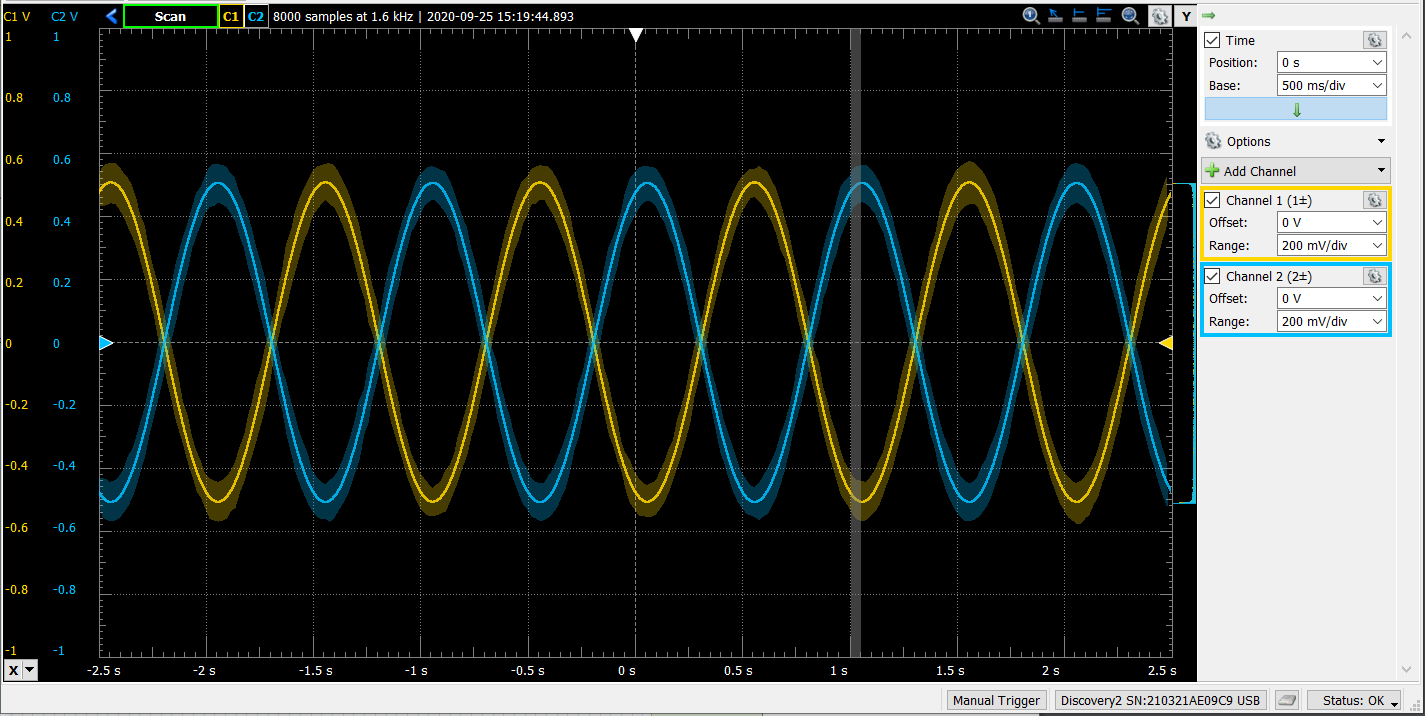 C1 V C2 V Scan C1 C2 8000 samples at 1.6 kHz | 2020-09-25 15:19:44.893 1 Y
1 1
0.8 0.8
0.6 0.6
0.4 0.4
0.2 0.2
0 0
-0.2 -0.2
-0.4 -0.4
-0.6 -0.6
-0.8 -0.8
-1 -1
X -2.5 s -2 s -1.5 s -1 s -0.5 s 0 s 0.5 s 1 s 1.5 s 2 s 2.5 s
Time
Position: 0 s
Base: 500 ms/div
Options
Add Channel
Channel 1 (1±)
Offset: 0 V
Range: 200 mV/div
Channel 2 (2±)
Offset: 0 V
Range: 200 mV/div
Manual Trigger Discovery2 SN:210321AE09C9 USB Status: OK